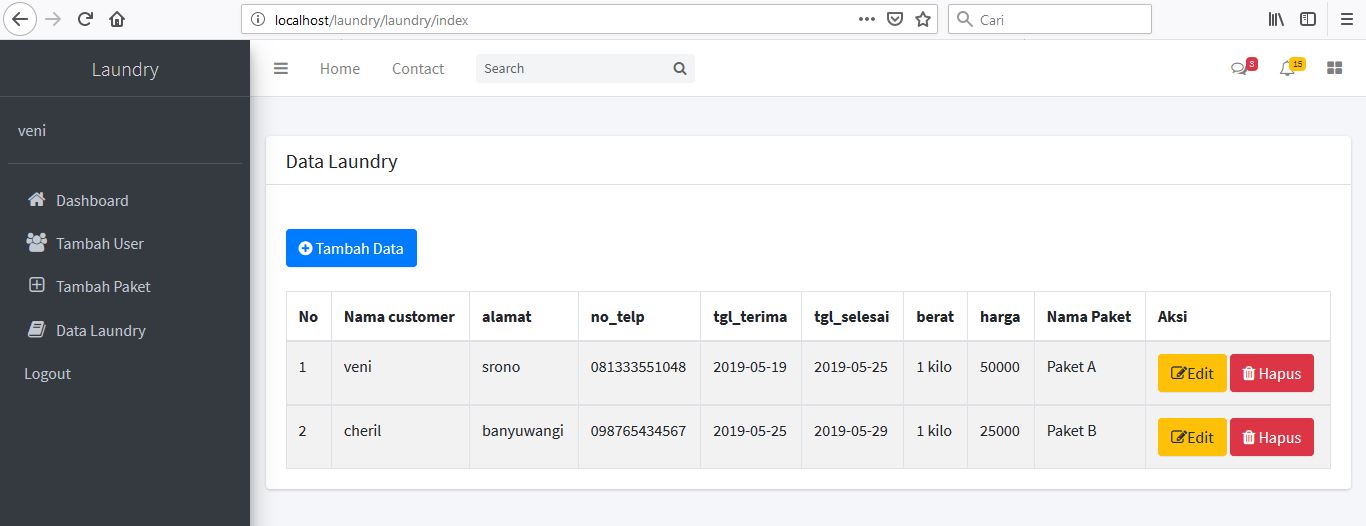 localhost/laundry/laundry/index
Cari
Laundry
Home Contact Search 3 15
veni
Dashboard
Tambah User
Tambah Paket
Data Laundry
Logout
Data Laundry
Tambah Data
No Nama customer alamat no_telp tgl_terima tgl_selesai berat harga Nama Paket Aksi
1 veni srono 081333551048 2019-05-19 2019-05-25 1 kilo 50000 Paket A Edit Hapus
2 cheril banyuwangi 098765434567 2019-05-25 2019-05-29 1 kilo 25000 Paket B Edit Hapus